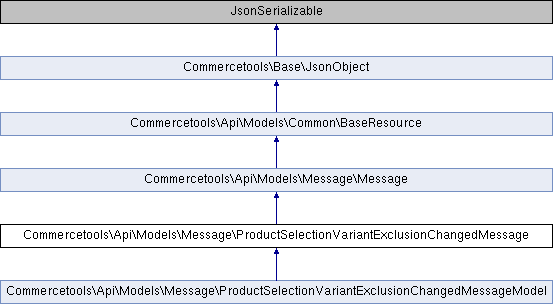 JsonSerializable
Commercetools\Base\JsonObject
Commercetools\Api\Models\Common\BaseResource
Commercetools\Api\Models\Message\Message
Commercetools\Api\Models\Message\ProductSelectionVariantExclusionChangedMessage
Commercetools\Api\Models\Message\ProductSelectionVariantExclusionChangedMessageModel